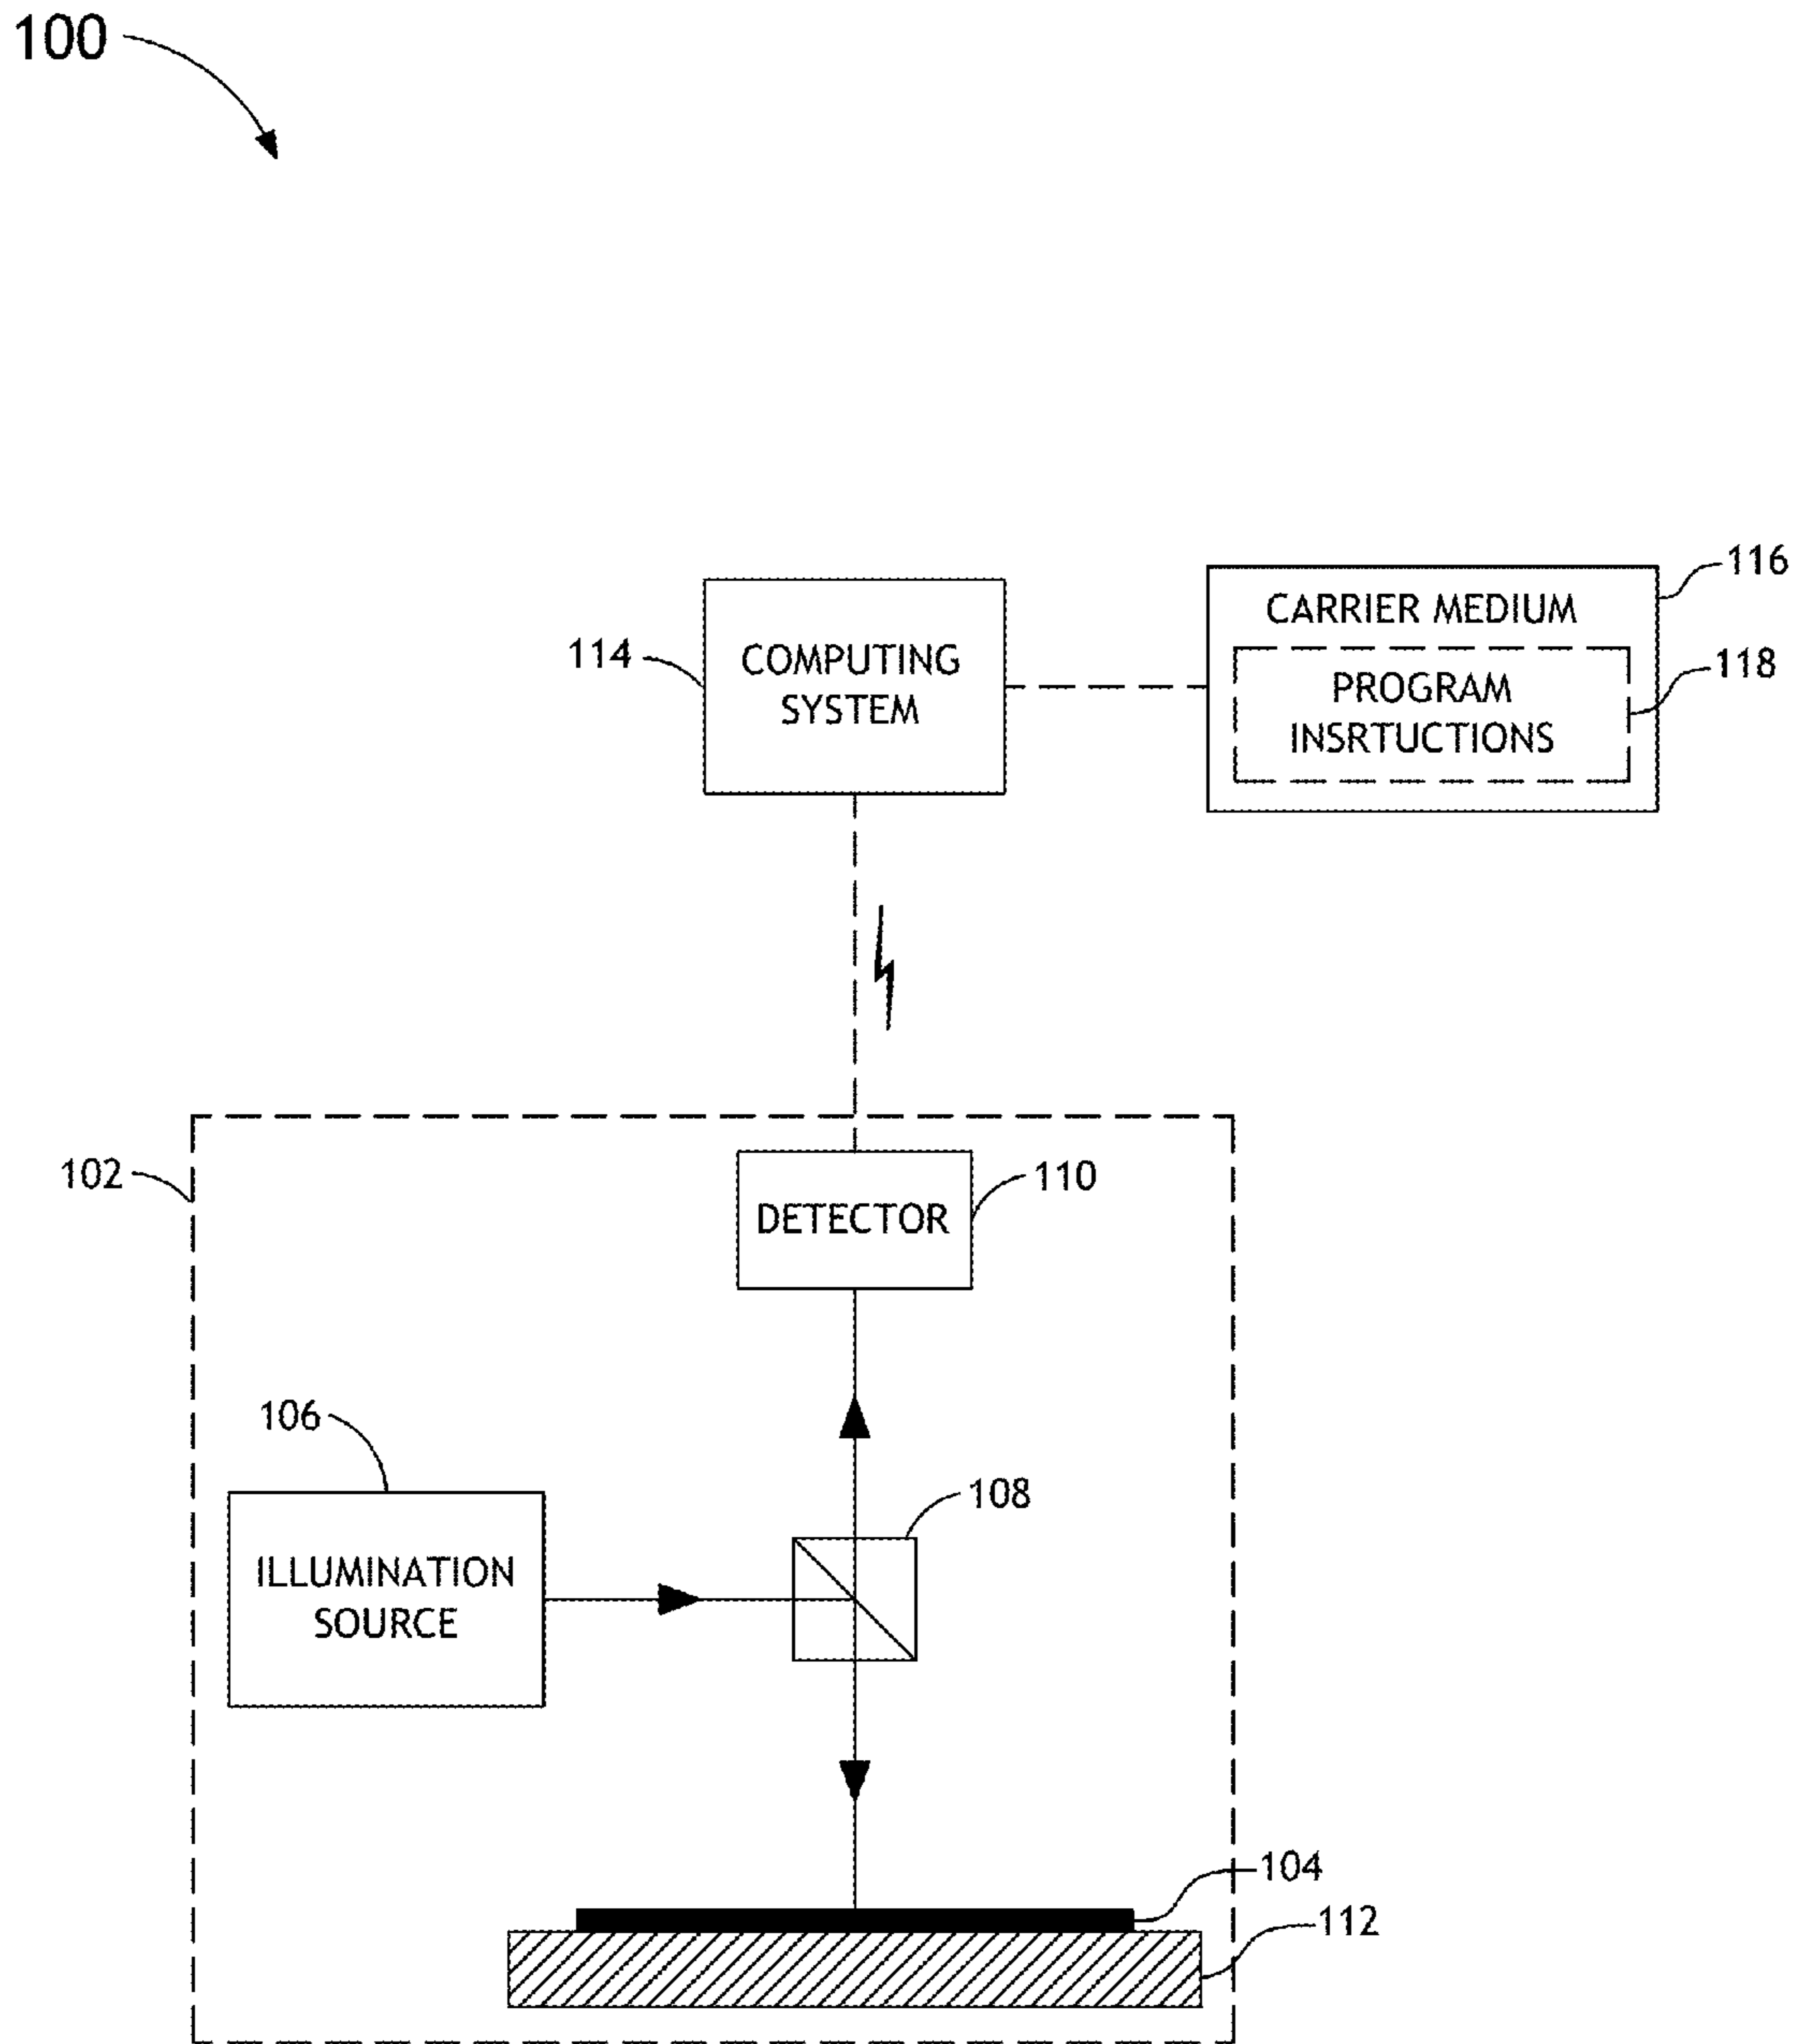 100
116
CARRIER MEDIUM
114
COMPUTING
SYSTEM
118
PROGRAM
INSRTUCTIONS
102
110
DETECTOR
106
108
ILLUMINATION
SOURCE
104
112